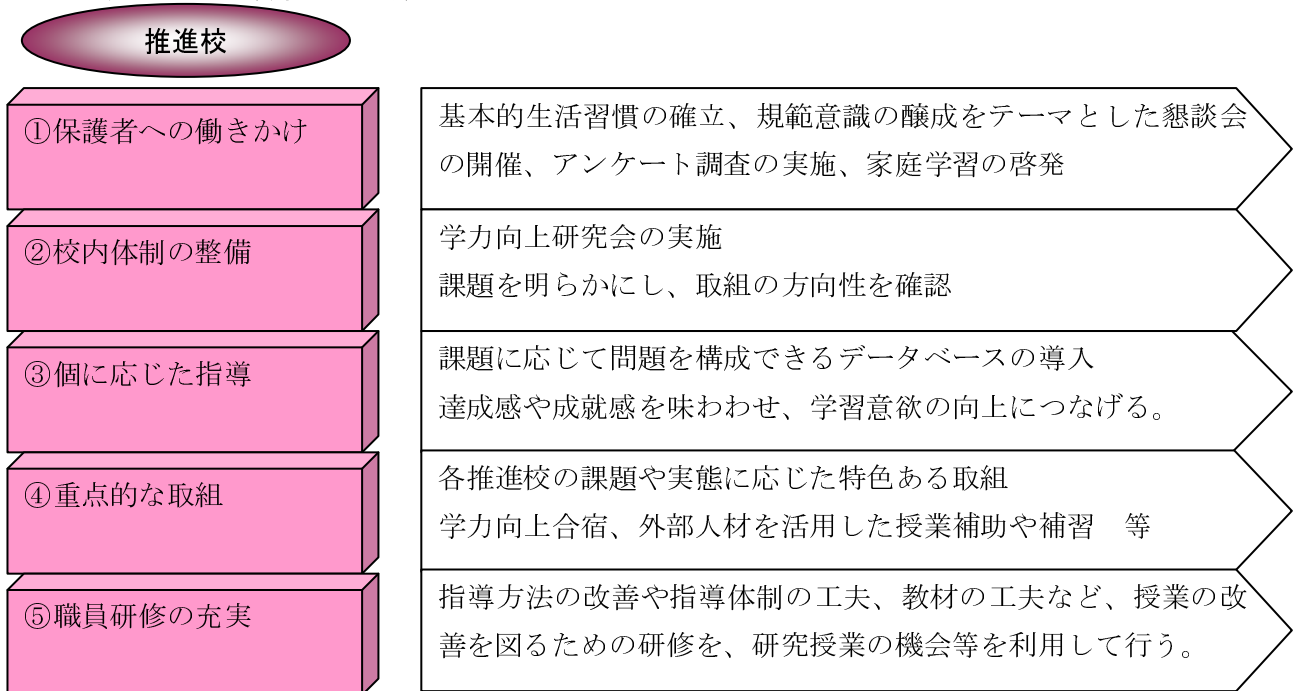 推進校
①保護者への働きかけ
基本的生活習慣の確立、規範意識の醸成をテーマとした懇談会
の開催、アンケート調査の実施、家庭学習の啓発
②校内体制の整備
学力向上研究会の実施
課題を明らかにし、取組の方向性を確認
③個に応じた指導
課題に応じて問題を構成できるデータベースの導入
達成感や成就感を味わわせ、学習意欲の向上につなげる。
④重点的な取組
各推進校の課題や実態に応じた特色ある取組
学力向上合宿、外部人材を活用した授業補助や補習　等
⑤職員研修の充実
指導方法の改善や指導体制の工夫、教材の工夫など、授業の改
善を図るための研修を、研究授業の機会等を利用して行う。